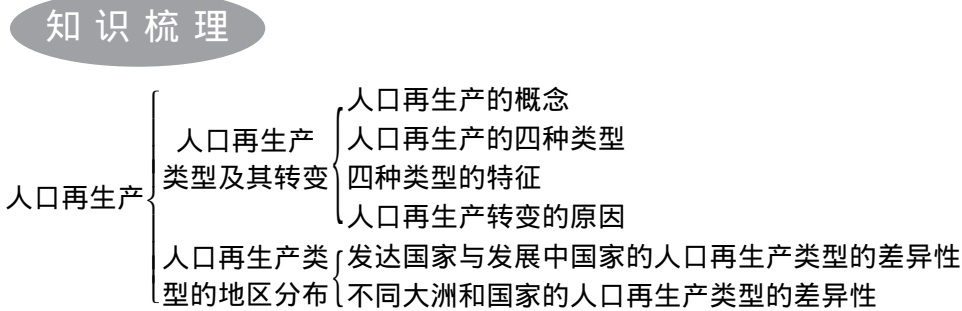 知识梳理
人口再生产
人口再生产
类型及其转变
人口再生产的概念
人口再生产的四种类型
四种类型的特征
人口再生产转变的原因
人口再生产类
型的地区分布
发达国家与发展中国家的人口再生产类型的差异性
不同大洲和国家的人口再生产类型的差异性